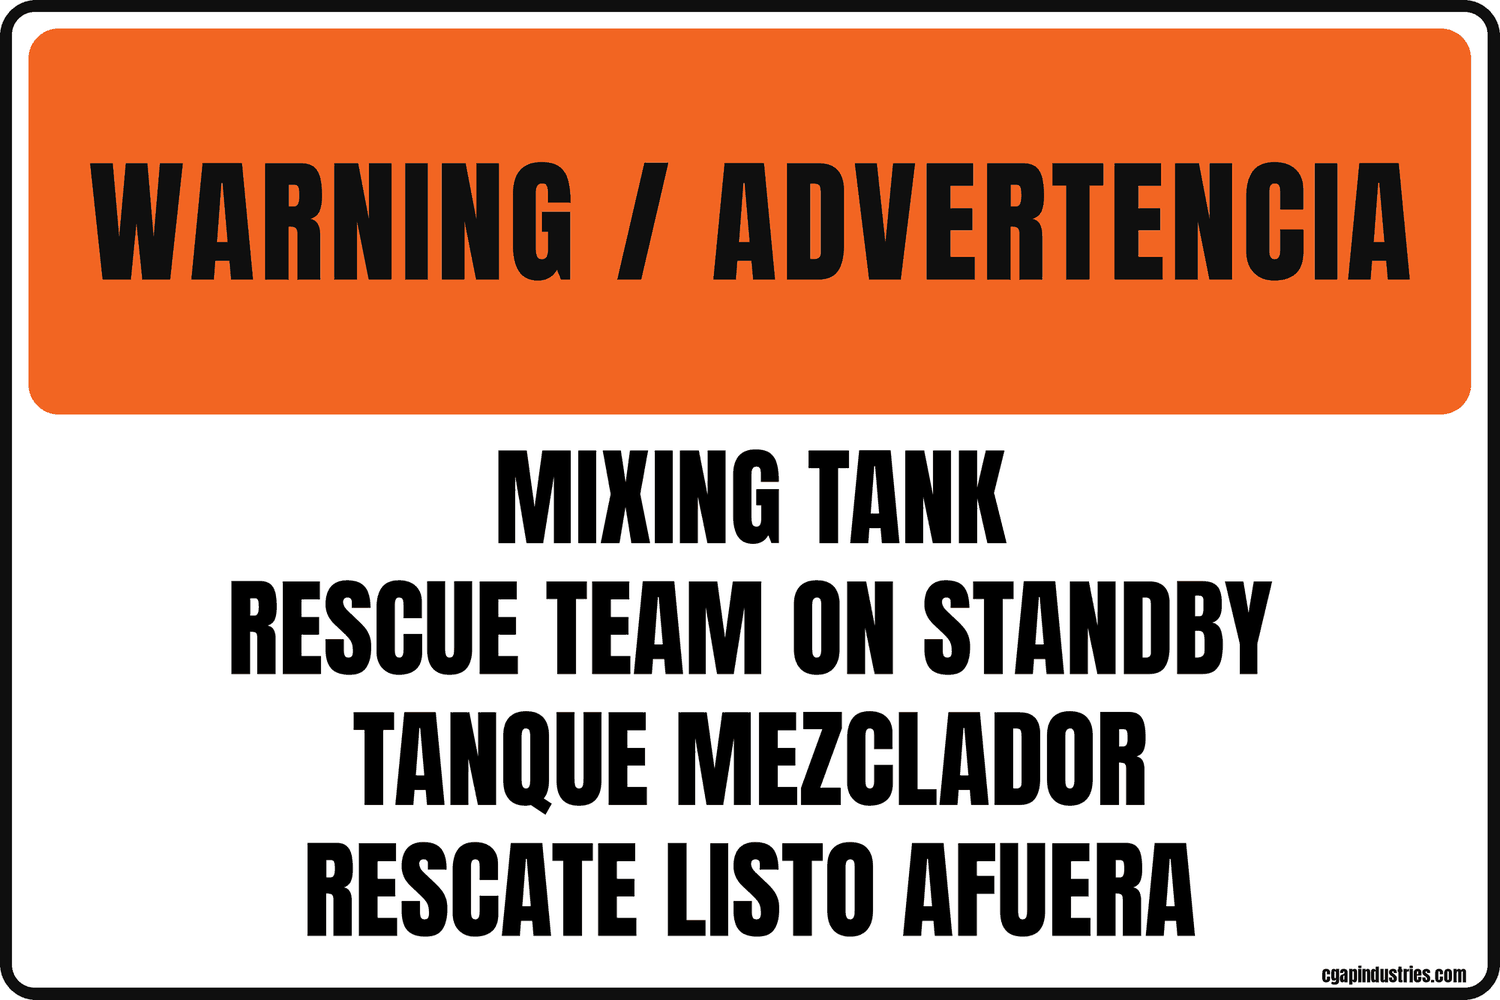 WARNING / ADVERTENCIA
MIXING TANK
RESCUE TEAM ON STANDBY
TANQUE MEZCLADOR
RESCATE LISTO AFUERA
cgapindustries.com